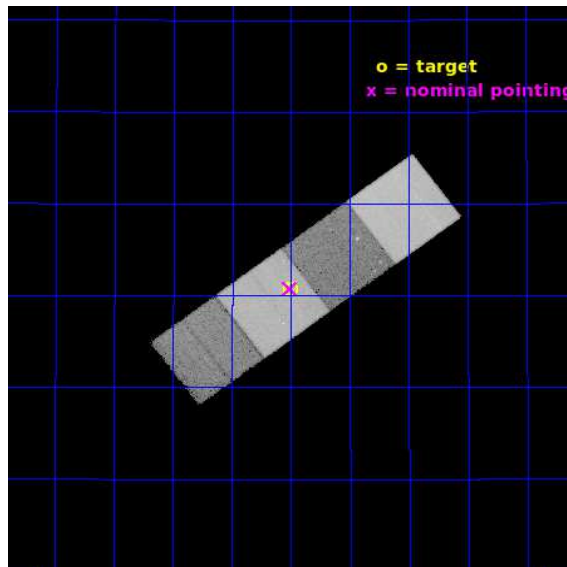 o = target
x = nominal pointing